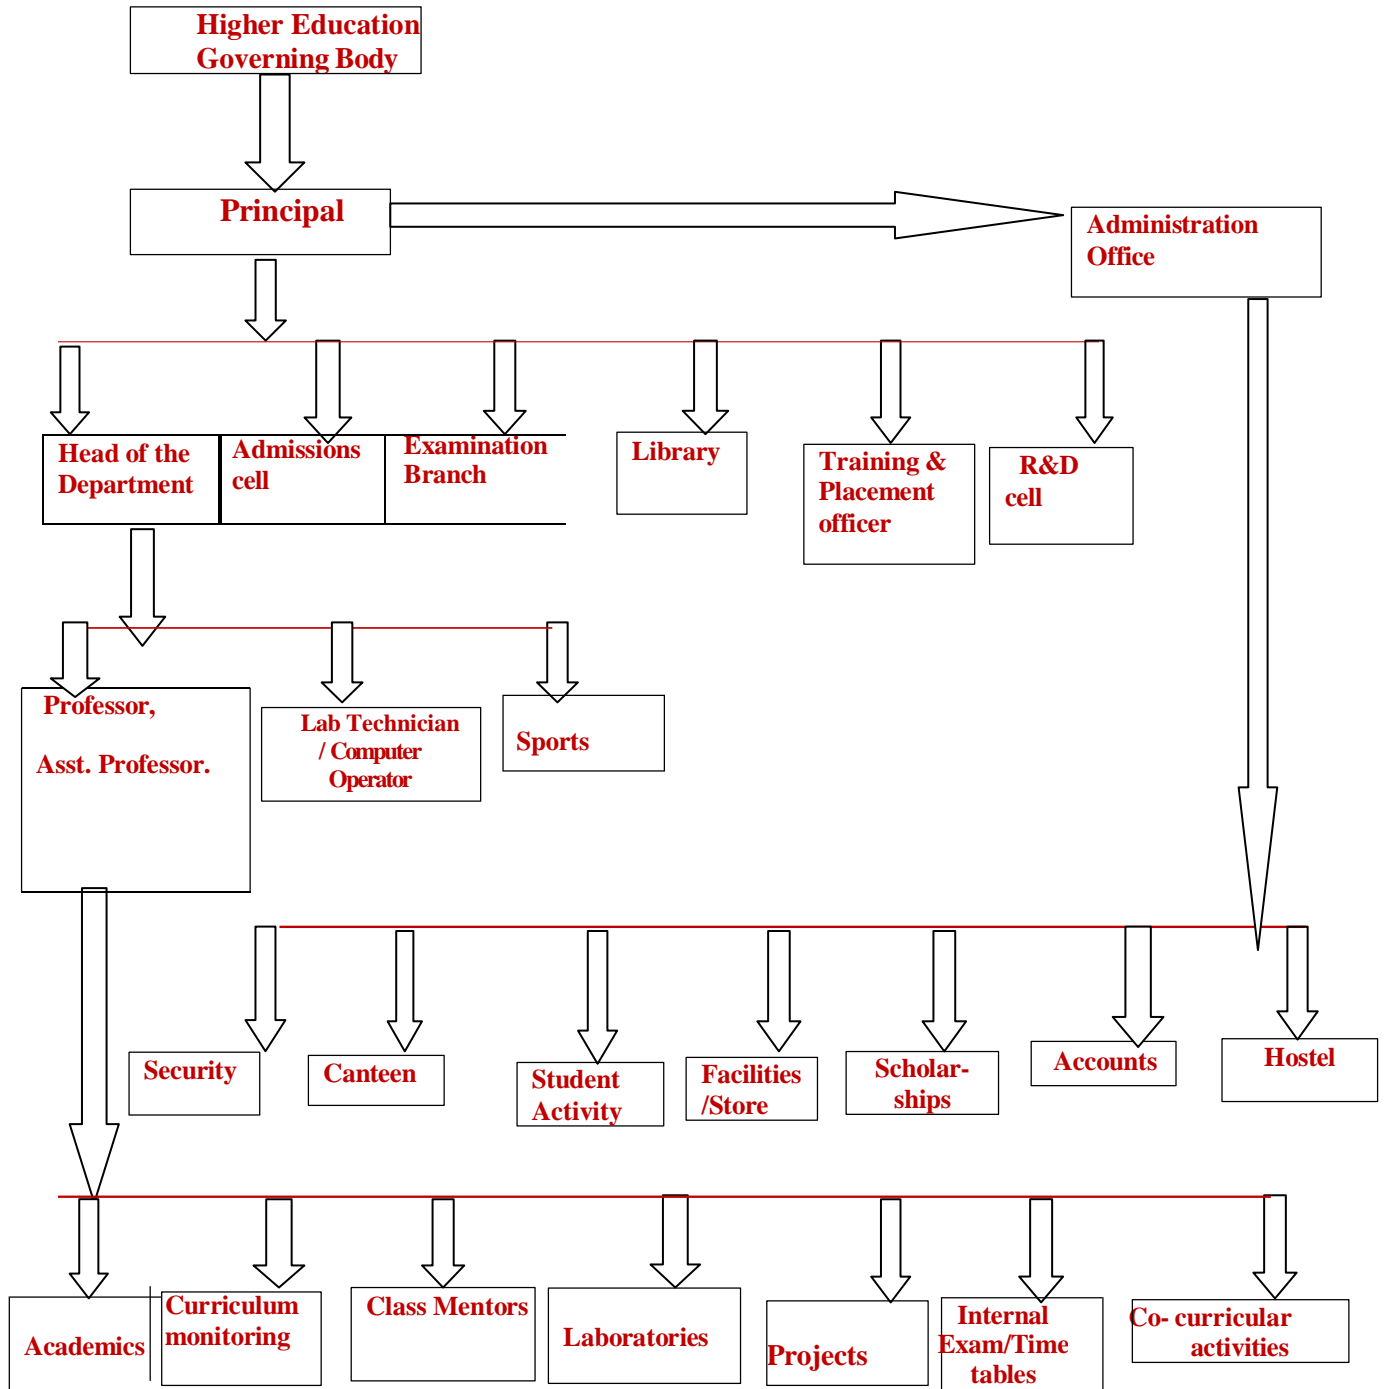 Higher Education
Governing Body
Principal
Administration
Office
Head of the
Department
Admissions
cell
Examination
Branch
Library
Training &
Placement
officer
R&D
cell
Professor,
Asst. Professor.
Lab Technician
/ Computer
Operator
Sports
Security
Canteen
Student
Activity
Facilities
/Store
Scholar-
ships
Accounts
Hostel
Academics
Curriculum
monitoring
Class Mentors
Laboratories
Projects
Internal
Exam/Time
tables
Co- curricular
activities